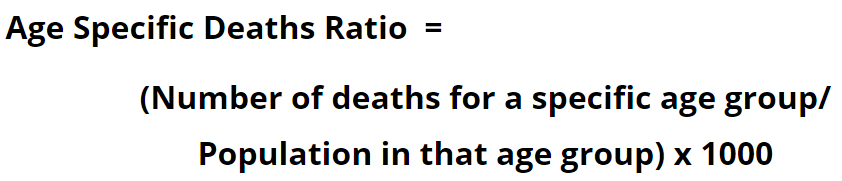 Age Specific Deaths Ratio =
(Number of deaths for a specific age group/
Population in that age group) x 1000